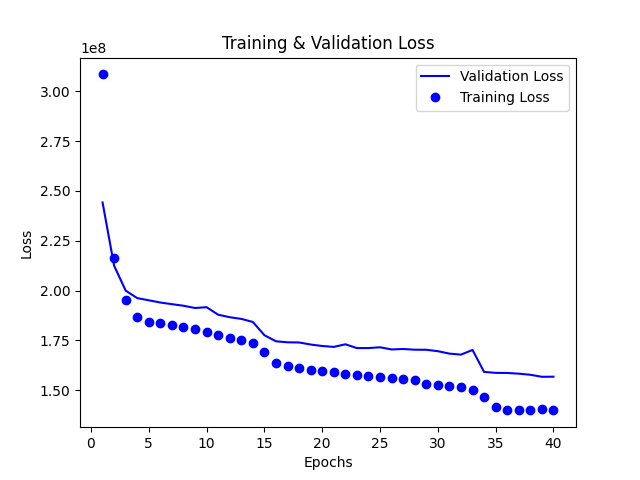 Training & Validation Loss
1e8
Validation Loss
Training Loss
3.00
2.75
2.50
2.25
2.00
1.75
1.50
Loss
0 5 10 15 20 25 30 35 40
Epochs